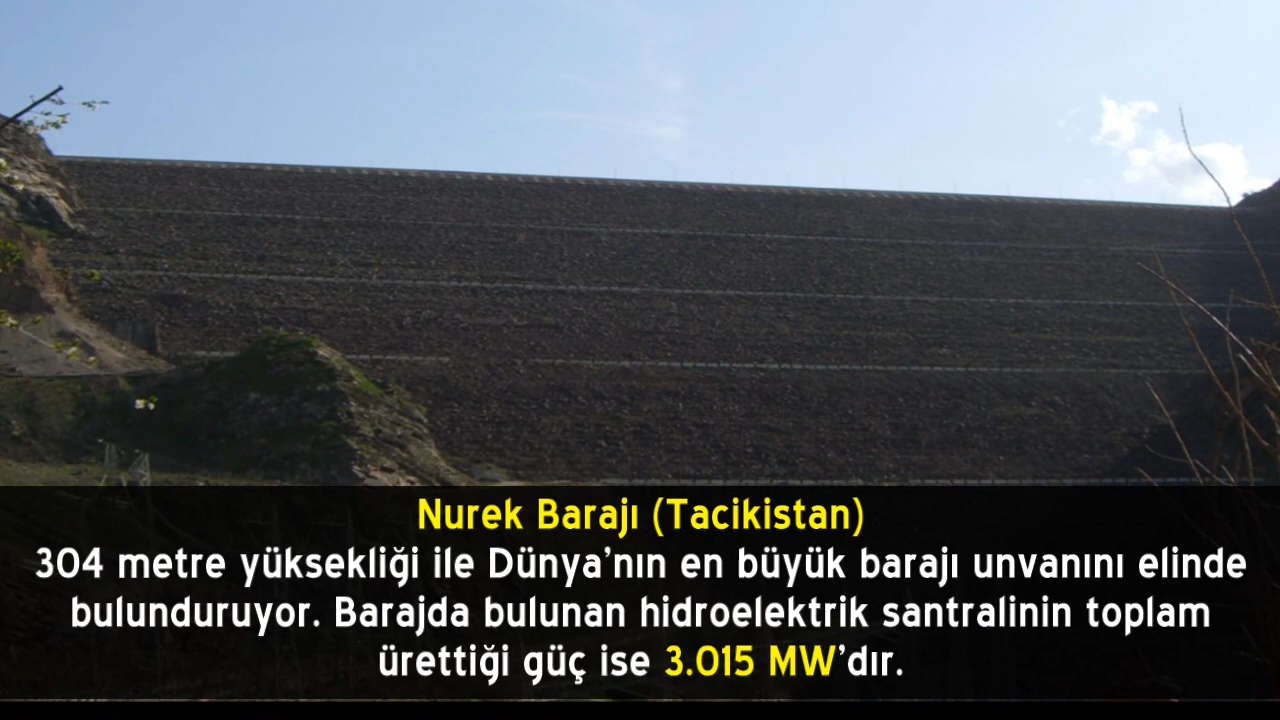 Nurek Barajı (Tacikistan)
304 metre yüksekliği ile Dünya'nın en büyük barajı unvanını elinde
bulunduruyor. Barajda bulunan hidroelektrik santralinin toplam
ürettiği güç ise 3.015 MW'dır.